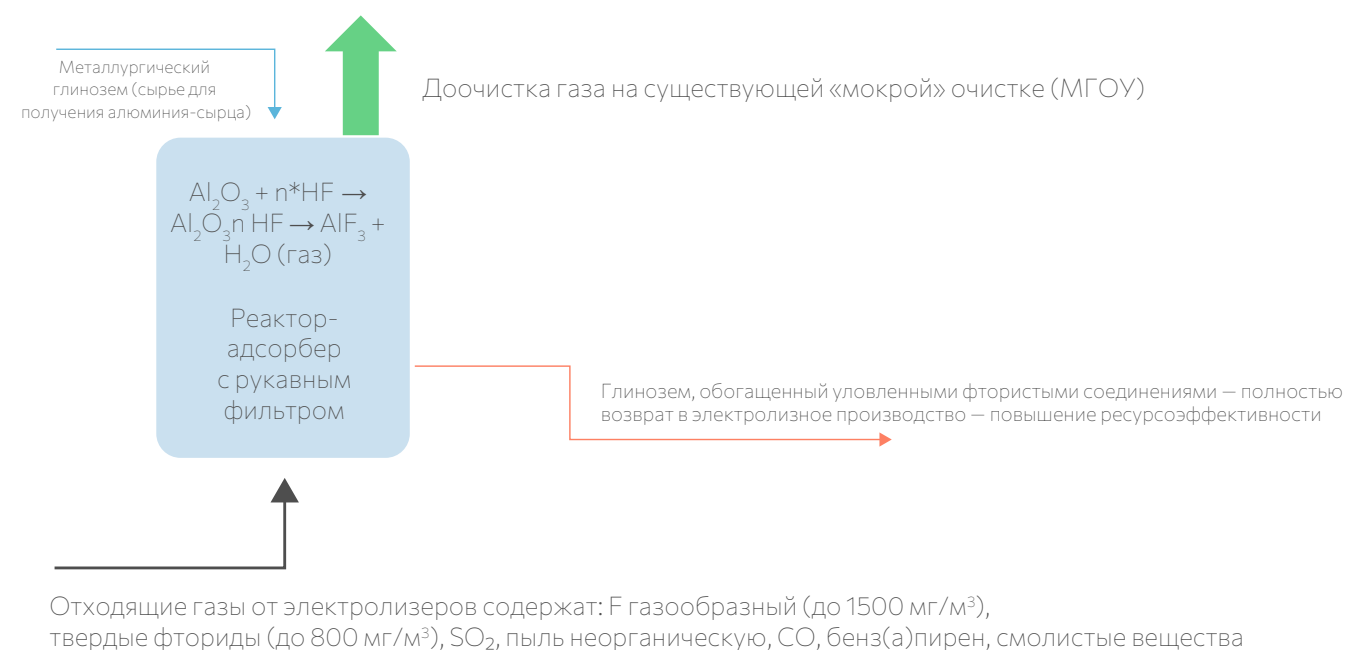 Металлургический
глинозем (сырье для
получения алюминия-сырца)
Доочистка газа на существующей «мокрой» очистке (МГОУ)
Al₂O₃ + n*HF →
Al₂O₃n HF → AlF₃ +
H₂O (газ)
Реактор-
адсорбер
с рукавным
фильтром
Глинозем, обогащенный уловленными фтористыми соединениями — полностью
возврат в электролизное производство — повышение ресурсоэффективности
Отходящие газы от электролизеров содержат: F газообразный (до 1500 мг/м³),
твердые фториды (до 800 мг/м³), SO₂, пыль неорганическую, CO, бенз(а)пирен, смолистые вещества